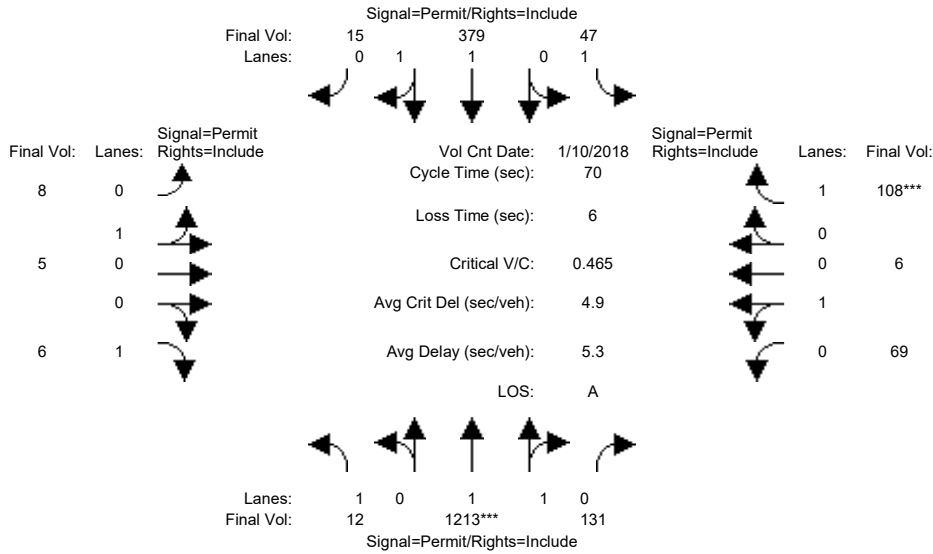 Signal=Permit/Rights=Include
Final Vol: 15 379 47
Lanes: 0 1 1 0 1
Signal=Permit
Final Vol: Lanes: Rights=Include
Vol Cnt Date: 1/10/2018
Signal=Permit
Rights=Include Lanes: Final Vol:
Cycle Time (sec): 70
8 0
1 108***
Loss Time (sec): 6
1
0
5 0
Critical V/C: 0.465
0 6
0
Avg Crit Del (sec/veh): 4.9
1
6 1
Avg Delay (sec/veh): 5.3
0 69
LOS: A
Lanes: 1 0 1 1 0
Final Vol: 12 1213*** 131
Signal=Permit/Rights=Include